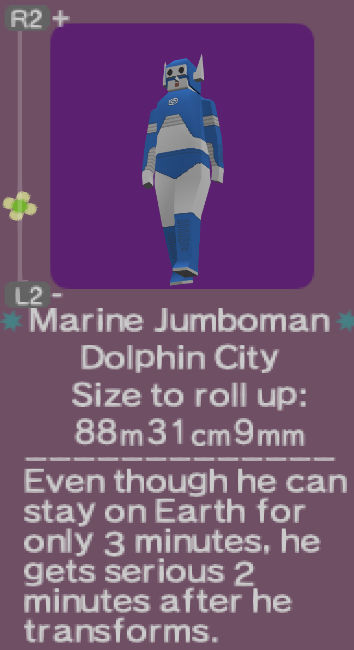 R2 +
L2 -
Marine Jumboman
Dolphin City
Size to roll up:
88m31cm9mm
Even though he can
stay on Earth for
only 3 minutes, he
gets serious 2
minutes after he
transforms.